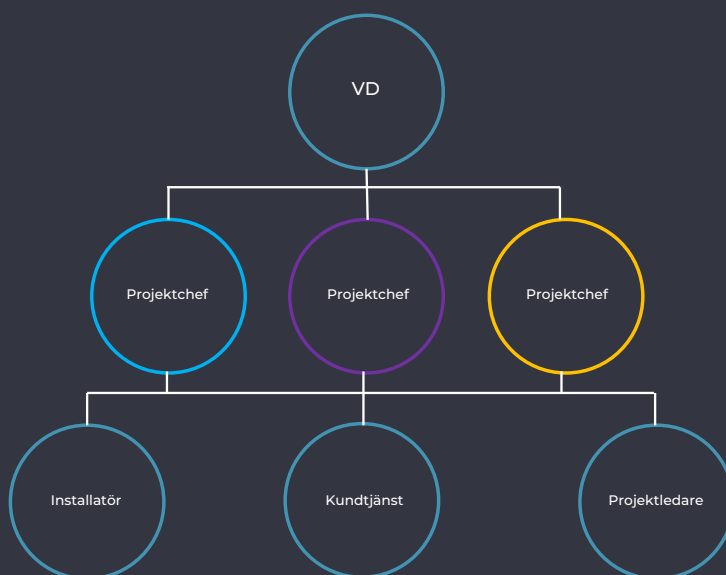 VD
Projektchef
Projektchef
Projektchef
Installatör
Kundtjänst
Projektledare